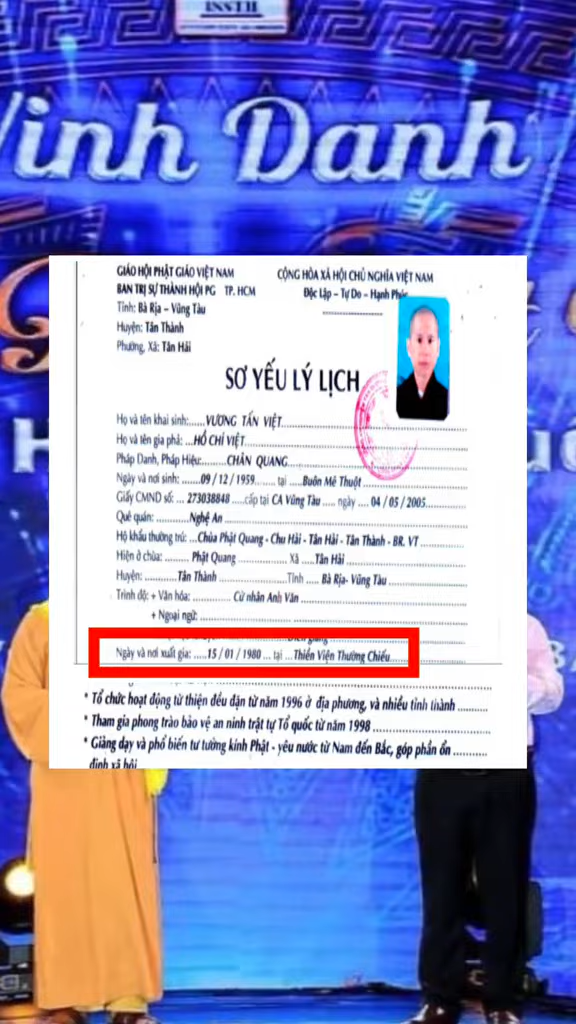 INSTH
Vinh Danh
GIÁO HỘI PHẬT GIÁO VIỆT NAM CỘNG HÒA XÃ HỘI CHỦ NGHĨA VIỆT NAM
BAN TRỊ SỰ THÀNH HỘI PG TP. HCM Độc Lập – Tự Do – Hạnh Phúc
Tỉnh: Bà Rịa – Vũng Tàu
Huyện: Tân Thành
Phường, Xã: Tân Hải
SƠ YẾU LÝ LỊCH
Họ và tên khai sinh:......VƯƠNG TẤN VIỆT
Họ và tên gia phả: ...HỒ CHÍ VIỆT
Pháp Danh, Pháp Hiệu:........CHÂN QUANG
Ngày và nơi sinh: .......09 / 12 / 1959...... tại .....Buôn Mê Thuột
Giấy CMND số: ... 273038848 ....cấp tại CA Vũng Tàu ..... ngày .... 04 / 05 / 2005
Quê quán: ..........Nghệ An
Hộ khẩu thường trú: ...Chùa Phật Quang - Chu Hải - Tân Hải - Tân Thành - BR. VT
Hiện ở chùa: ........ Phật Quang ................ Xã .....Tân Hải
Huyện: ...........Tân Thành ....................Tỉnh ..... Bà Rịa- Vũng Tàu
Trình độ: + Văn hóa: ............ Cử nhân Anh Văn
+ Ngoại ngữ:
Ngày và nơi xuất gia: .....15 / 01 / 1980 ... tại ...Thiền Viện Thường Chiếu
* Tổ chức hoạt động từ thiện đều đặn từ năm 1996 ở địa phương, và nhiều tỉnh thành
* Tham gia phong trào bảo vệ an ninh trật tự Tổ quốc từ năm 1998
* Giảng dạy và phổ biến tư tưởng kính Phật - yêu nước từ Nam đến Bắc, góp phần ổn
định xã hội